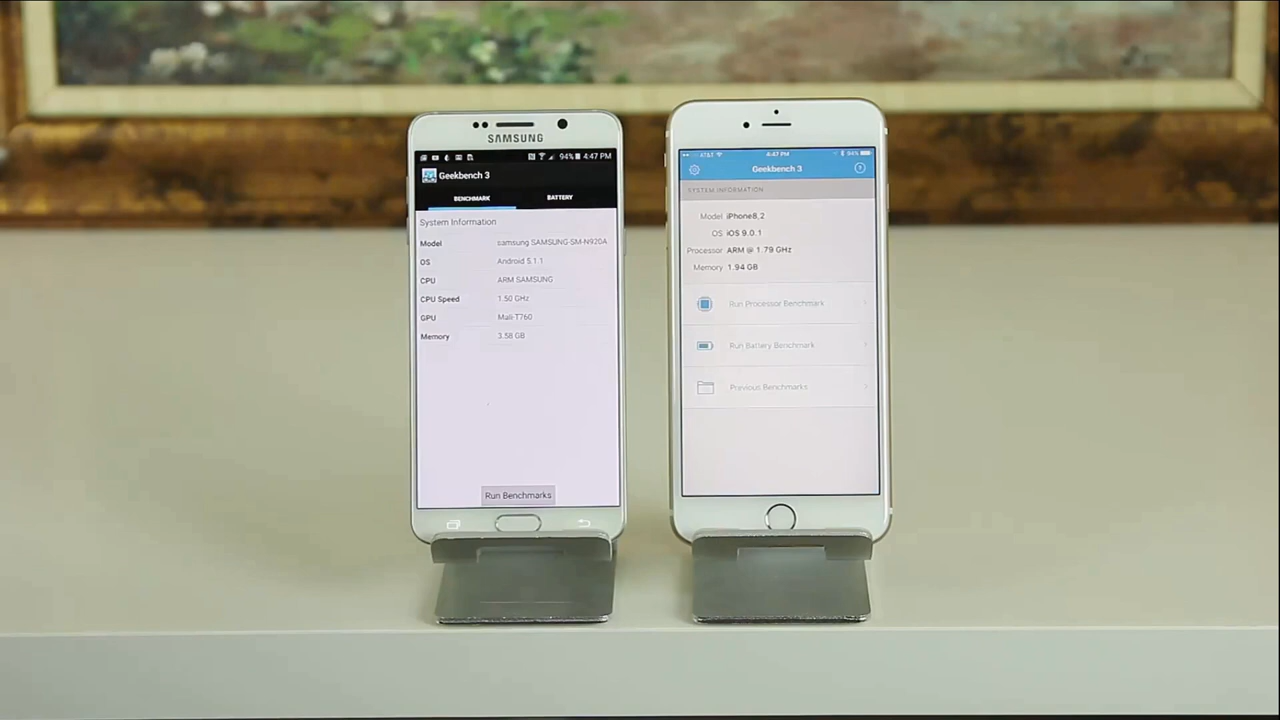 SAMSUNG
94% 4:47 PM
Geekbench 3
BENCHMARK BATTERY
System Information
Model samsung SAMSUNG-SM-N920A
OS Android 5.1.1
CPU ARM SAMSUNG
CPU Speed 1.50 GHz
GPU Mali-T760
Memory 3.58 GB
Run Benchmarks
AT&T 4:47 PM 94%
Geekbench 3
SYSTEM INFORMATION
Model iPhone8,2
OS iOS 9.0.1
Processor ARM @ 1.79 GHz
Memory 1.94 GB
Run Processor Benchmark
Run Battery Benchmark
Previous Benchmarks